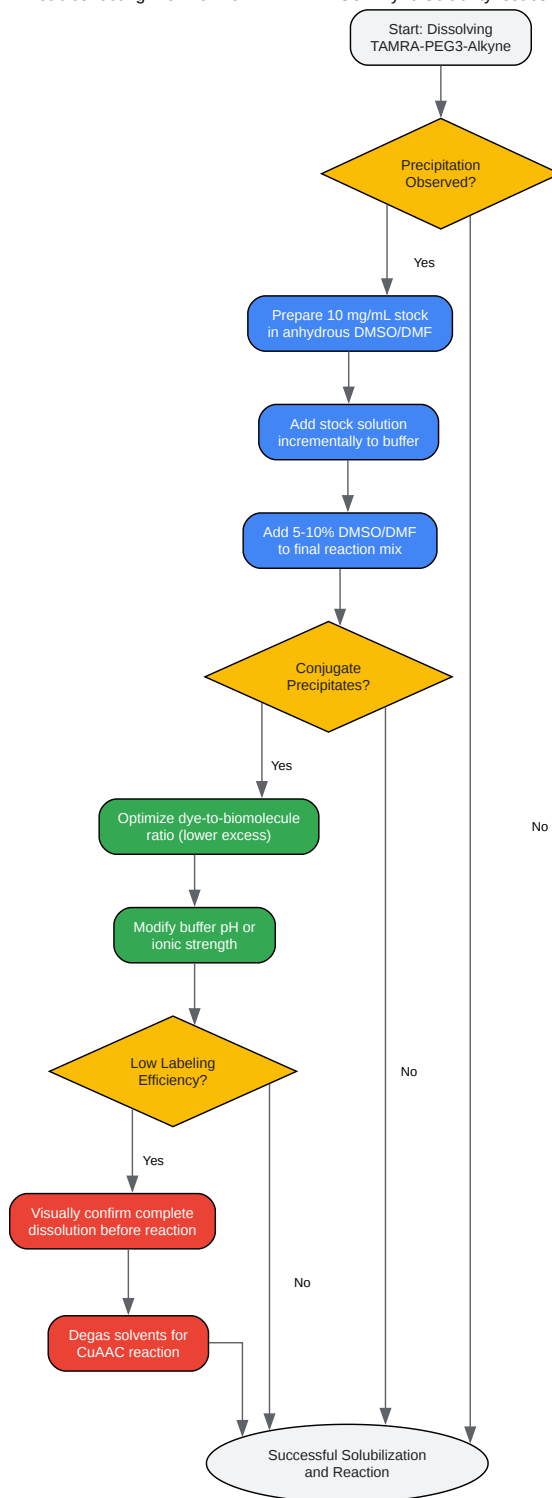 Start: Dissolving
TAMRA-PEG3-Alkyne
Precipitation
Observed?
Yes
Prepare 10 mg/mL stock
in anhydrous DMSO/DMF
Add stock solution
incrementally to buffer
Add 5-10% DMSO/DMF
to final reaction mix
Conjugate
Precipitates?
Yes
Optimize dye-to-biomolecule
ratio (lower excess)
No
Modify buffer pH or
ionic strength
Low Labeling
Efficiency?
No
Yes
Visually confirm complete
dissolution before reaction
No
Degas solvents for
CuAAC reaction
Successful Solubilization
and Reaction